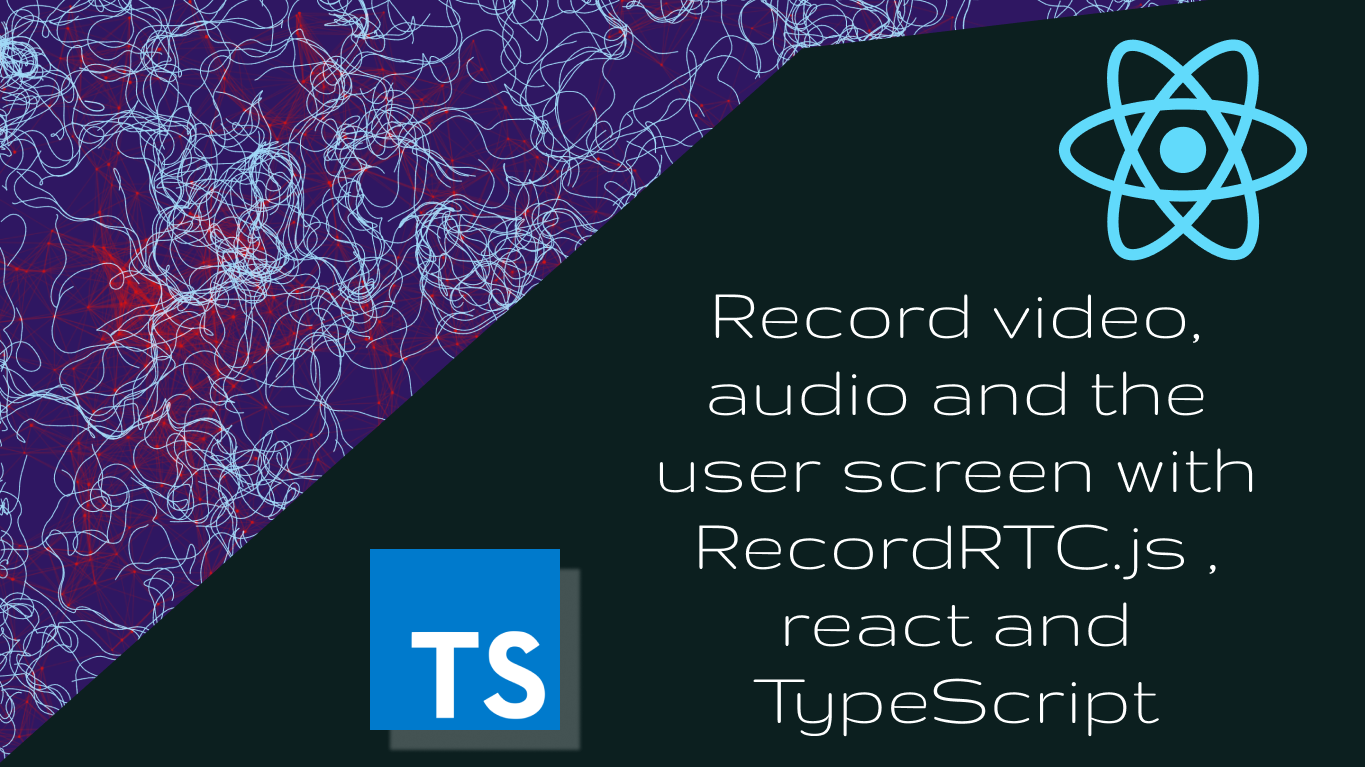 Record video,
audio and the
user screen with
RecordRTC.js ,
react and
TypeScript
TS